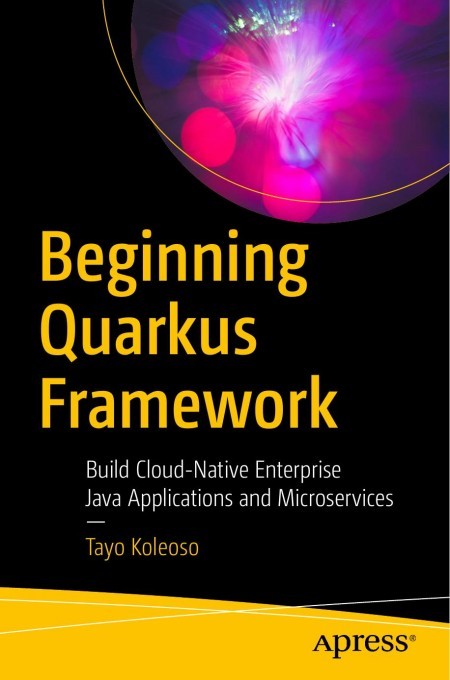 Beginning
Quarkus
Framework
Build Cloud-Native Enterprise
Java Applications and Microservices
—
Tayo Koleoso
Apress®